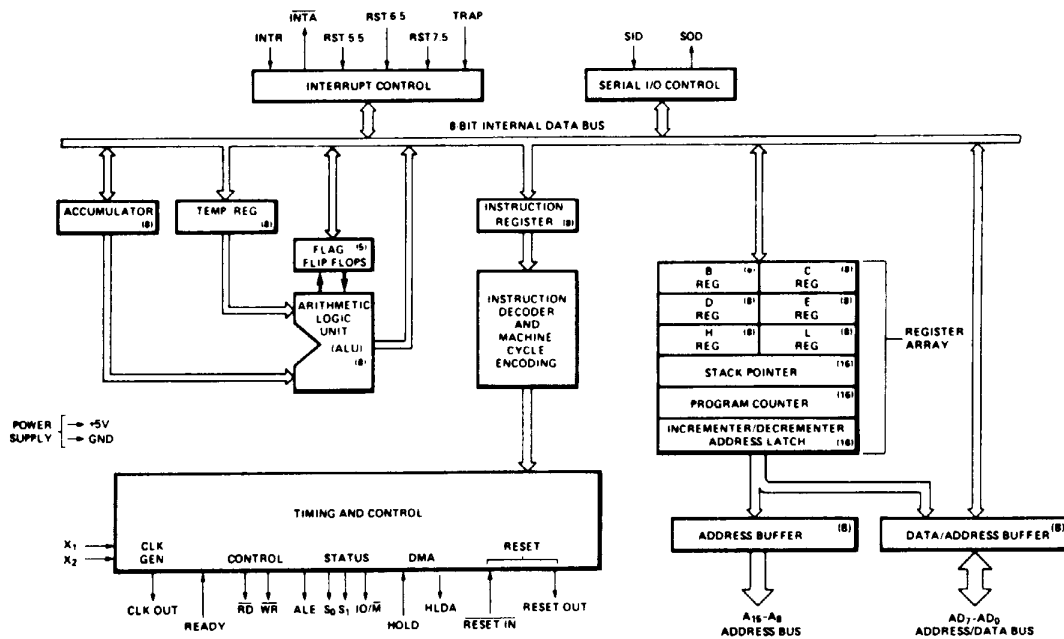 INTR
INTA
RST 5.5
RST 6.5
RST 7.5
TRAP
INTERRUPT CONTROL
SID
SOD
SERIAL I/O CONTROL
8-BIT INTERNAL DATA BUS
ACCUMULATOR
(8)
TEMP REG
(8)
FLAG (5)
FLIP FLOPS
ARITHMETIC
LOGIC
UNIT
(ALU)
(8)
INSTRUCTION
REGISTER (8)
INSTRUCTION
DECODER
AND
MACHINE
CYCLE
ENCODING
B
REG
C (8)
REG
D (8)
REG
E (8)
REG
H (8)
REG
L (8)
REG
STACK POINTER (16)
PROGRAM COUNTER (16)
INCREMENTER/DECREMENTER
ADDRESS LATCH (16)
REGISTER
ARRAY
POWER
SUPPLY
+5V
GND
TIMING AND CONTROL
X1
X2
CLK
GEN
CONTROL
STATUS
DMA
RESET
CLK OUT
READY
RD
WR
ALE
S0 S1
IO/M
HOLD
HLDA
RESET IN
RESET OUT
ADDRESS BUFFER
DATA/ADDRESS BUFFER
A15-A8
ADDRESS BUS
AD7-AD0
ADDRESS/DATA BUS